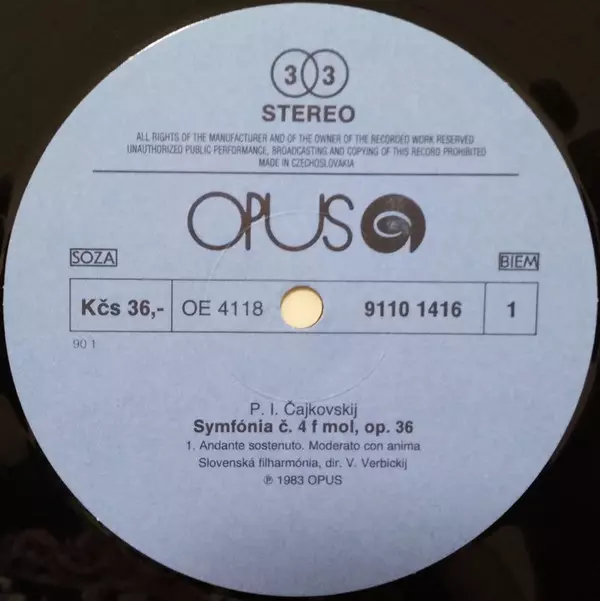 33
STEREO
ALL RIGHTS OF THE MANUFACTURER AND OF THE OWNER OF THE RECORDED WORK RESERVED
UNAUTHORIZED PUBLIC PERFORMANCE, BROADCASTING AND COPYING OF THIS RECORD PROHIBITED
MADE IN CZECHOSLOVAKIA
OPUS
SOZA BIEM
Kčs 36,- OE 4118 9110 1416 1
90 1
P. I. Čajkovskij
Symfónia č. 4 f mol, op. 36
1. Andante sostenuto. Moderato con anima
Slovenská filharmónia, dir. V. Verbickij
℗ 1983 OPUS